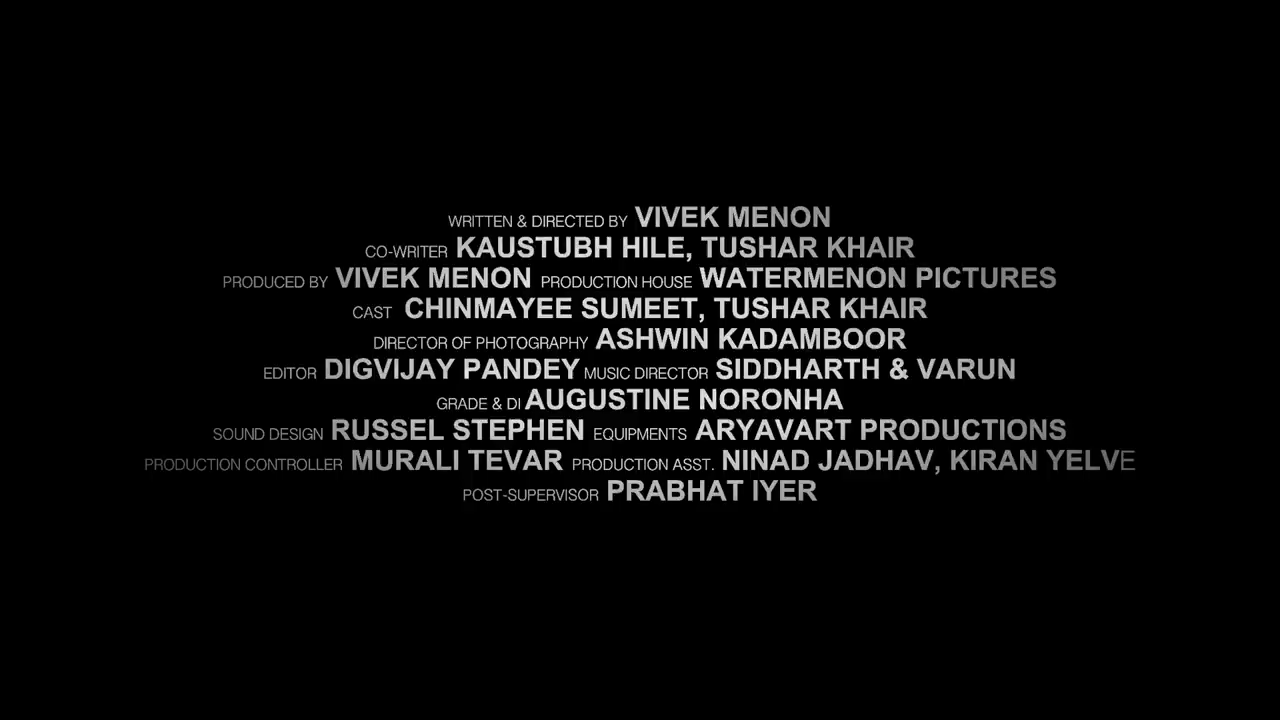 WRITTEN & DIRECTED BY VIVEK MENON
CO-WRITER KAUSTUBH HILE, TUSHAR KHAIR
PRODUCED BY VIVEK MENON PRODUCTION HOUSE WATERMENON PICTURES
CAST CHINMAYEE SUMEET, TUSHAR KHAIR
DIRECTOR OF PHOTOGRAPHY ASHWIN KADAMBOOR
EDITOR DIGVIJAY PANDEY MUSIC DIRECTOR SIDDHARTH & VARUN
GRADE & DI AUGUSTINE NORONHA
SOUND DESIGN RUSSEL STEPHEN EQUIPMENTS ARYAVART PRODUCTIONS
PRODUCTION CONTROLLER MURALI TEVAR PRODUCTION ASST. NINAD JADHAV, KIRAN YELVE
POST-SUPERVISOR PRABHAT IYER